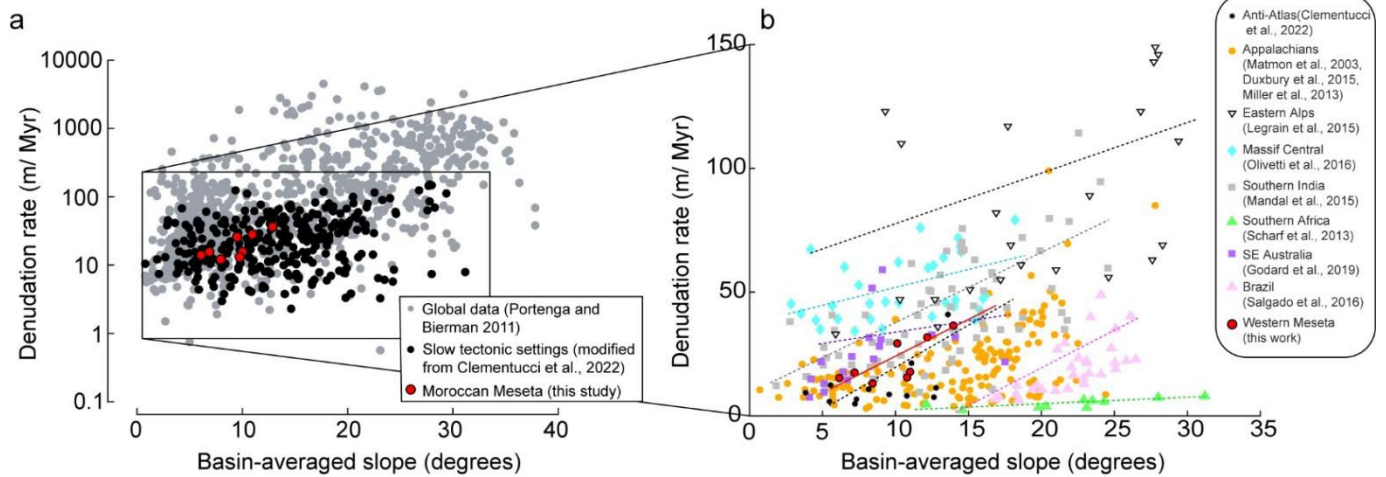 a
10000
1000
100
10
1
0.1
Denudation rate (m/ Myr)
0
10
20
30
40
Basin-averaged slope (degrees)
Global data (Portenga and
Bierman 2011)
Slow tectonic settings (modified
from Clementucci et al., 2022)
Moroccan Meseta (this study)
b
150
100
50
0
Denudation rate (m/ Myr)
0
5
10
15
20
25
30
35
Basin-averaged slope (degrees)
Anti-Atlas(Clementucci
et al., 2022)
Appalachians
(Matmon et al., 2003,
Duxbury et al., 2015,
Miller et al., 2013)
Eastern Alps
(Legrain et al., 2015)
Massif Central
(Olivetti et al., 2016)
Southern India
(Mandal et al., 2015)
Southern Africa
(Scharf et al., 2013)
SE Australia
(Godard et al., 2019)
Brazil
(Salgado et al., 2016)
Western Meseta
(this work)